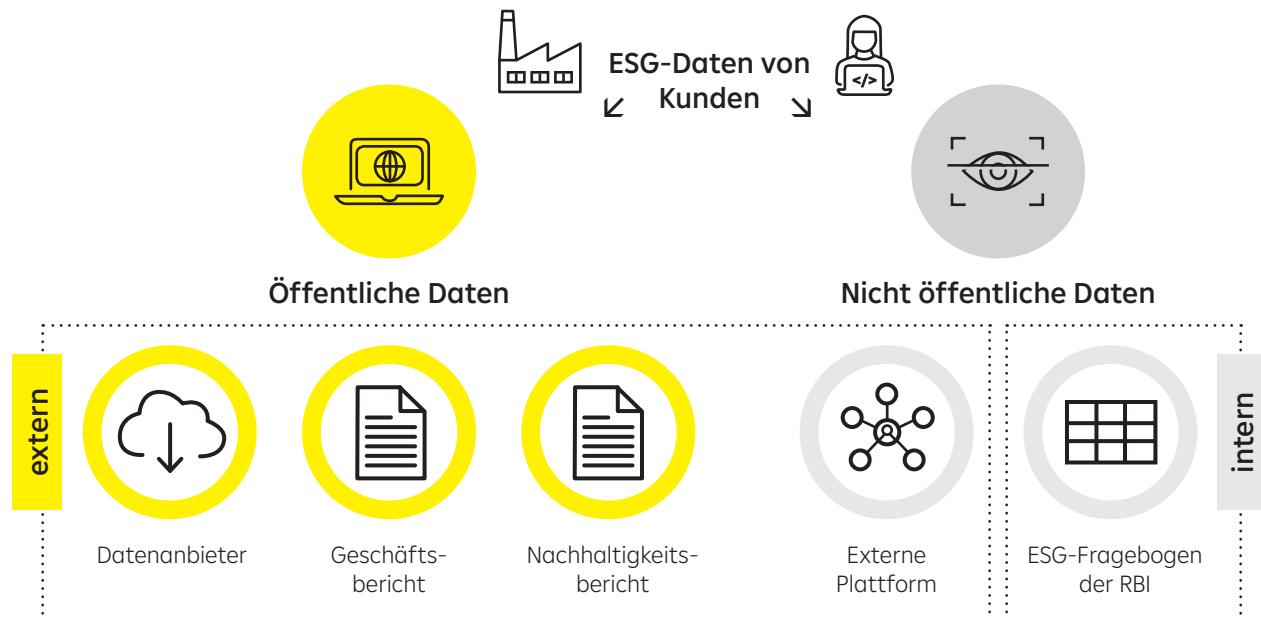 ESG-Daten von
Kunden
</>
Öffentliche Daten
Nicht öffentliche Daten
extern
intern
Datenanbieter
Geschäfts-
bericht
Nachhaltigkeits-
bericht
Externe
Plattform
ESG-Fragebogen
der RBI